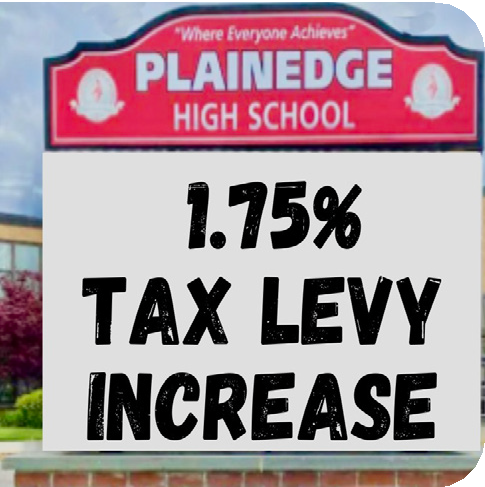 "Where Everyone Achieves"
PLAINEDGE
HIGH SCHOOL
1.75%
TAX LEVY
INCREASE